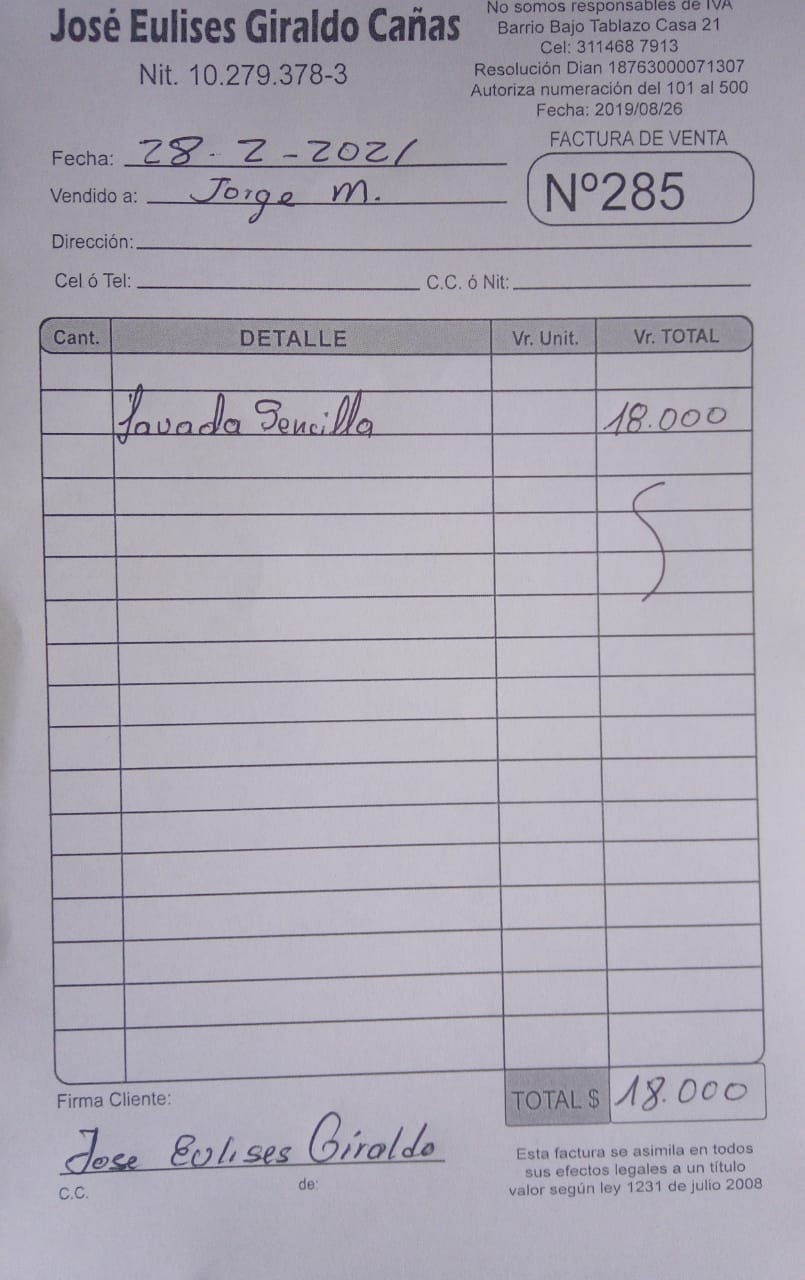 José Eulises Giraldo Cañas
Nit. 10.279.378-3
No somos responsables de IVA
Barrio Bajo Tablazo Casa 21
Cel: 311468 7913
Resolución Dian 18763000071307
Autoriza numeración del 101 al 500
Fecha: 2019/08/26
FACTURA DE VENTA
Nº285
Fecha: 28-2-2021
Vendido a: Jorge M.
Dirección:
Cel ó Tel: C.C. ó Nit:
Cant. DETALLE Vr. Unit. Vr. TOTAL
Lavada Sencilla 18.000
Firma Cliente: TOTAL $ 18.000
Jose Eulises Giraldo
C.C. de:
Esta factura se asimila en todos
sus efectos legales a un título
valor según ley 1231 de julio 2008